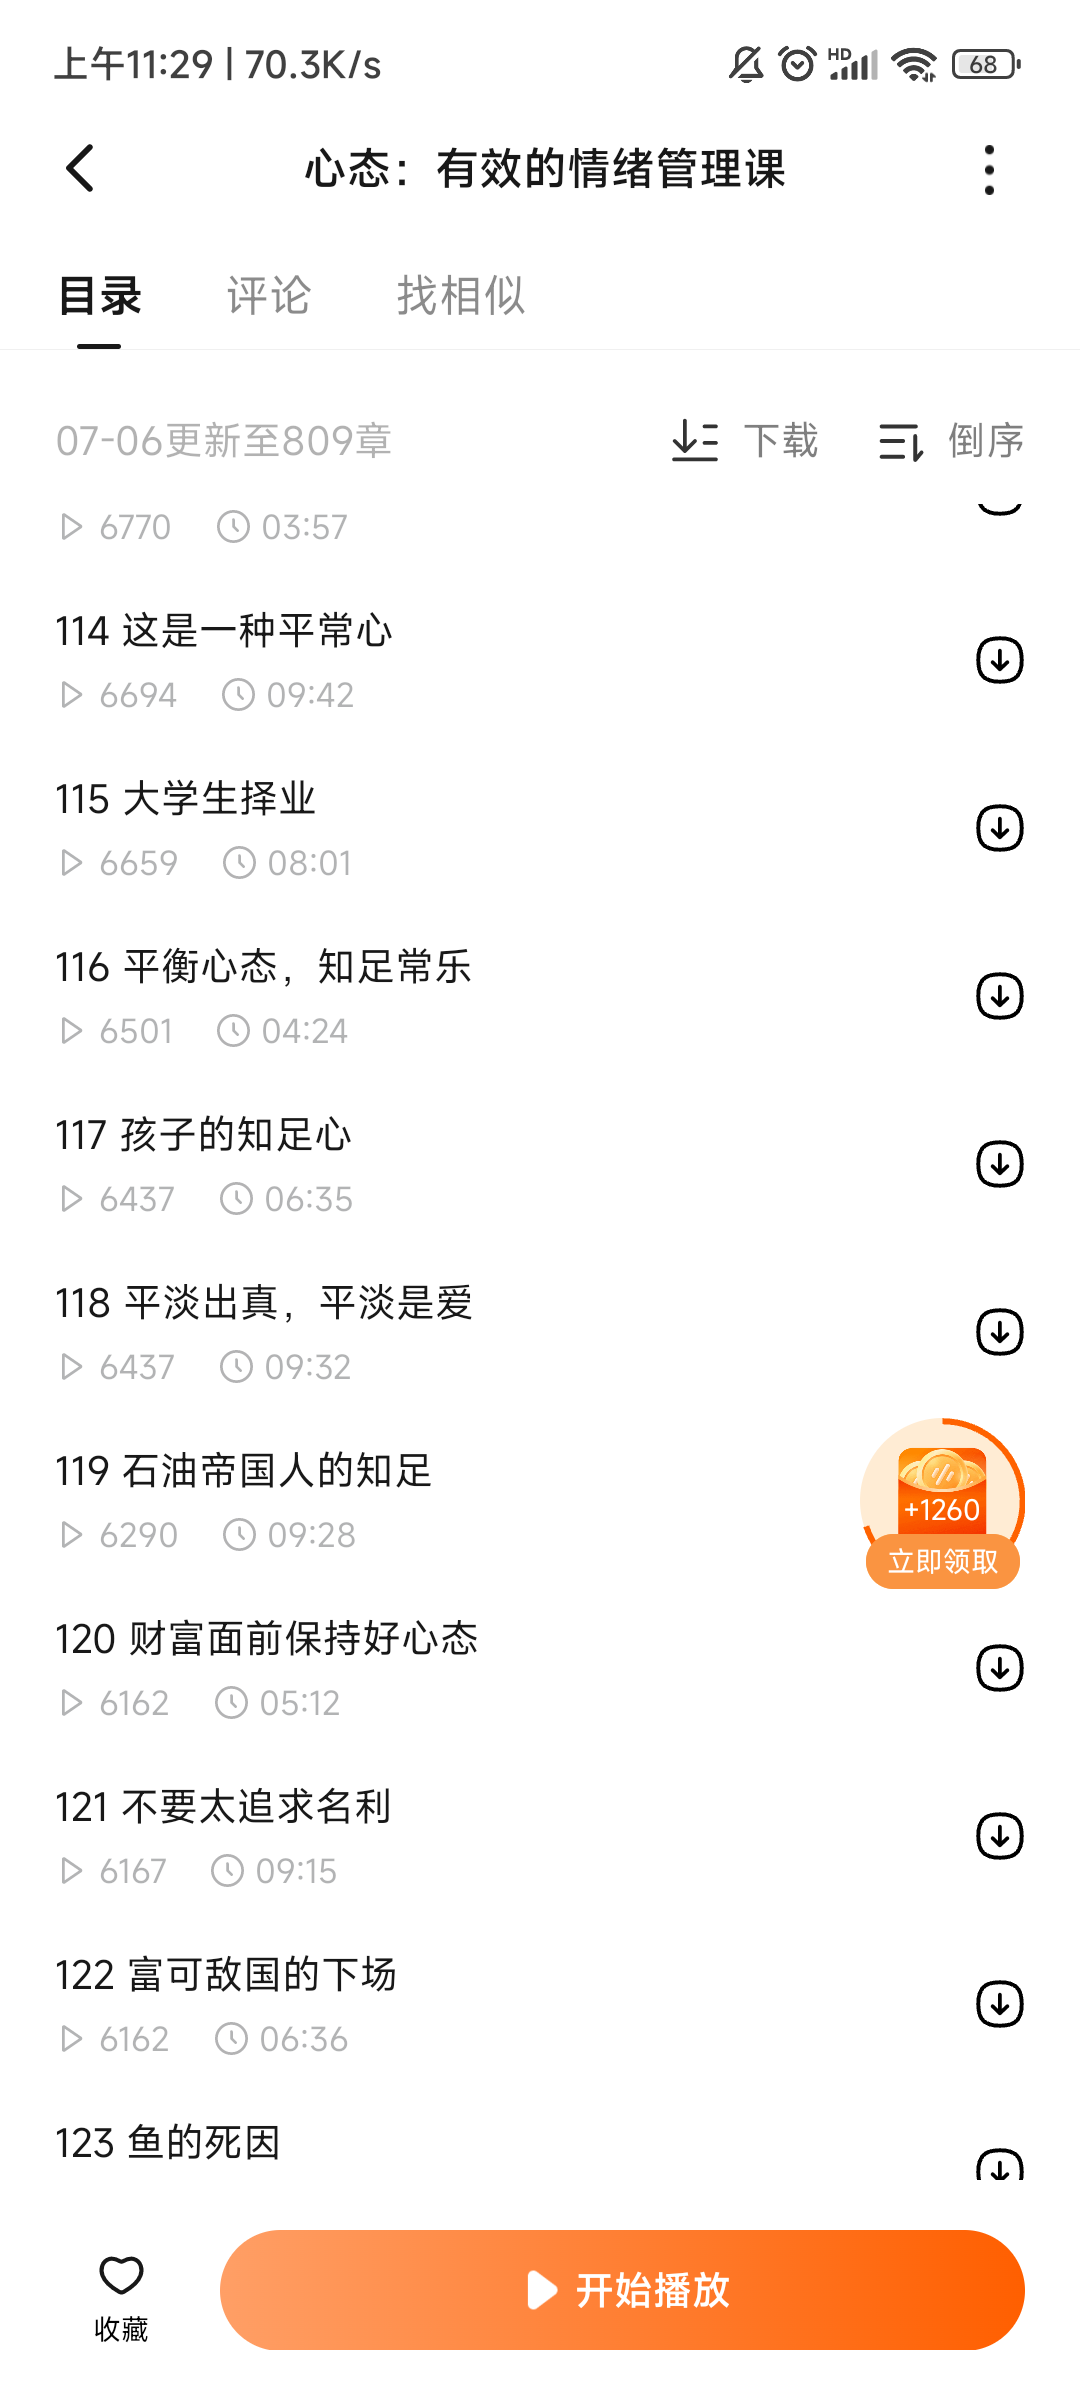 上午11:29 | 70.3K/s
HD
68
心态：有效的情绪管理课
目录
评论
找相似
07-06更新至809章
下载
倒序
6770
03:57
114 这是一种平常心
6694
09:42
115 大学生择业
6659
08:01
116 平衡心态，知足常乐
6501
04:24
117 孩子的知足心
6437
06:35
118 平淡出真，平淡是爱
6437
09:32
119 石油帝国人的知足
6290
09:28
+1260
立即领取
120 财富面前保持好心态
6162
05:12
121 不要太追求名利
6167
09:15
122 富可敌国的下场
6162
06:36
123 鱼的死因
收藏
开始播放